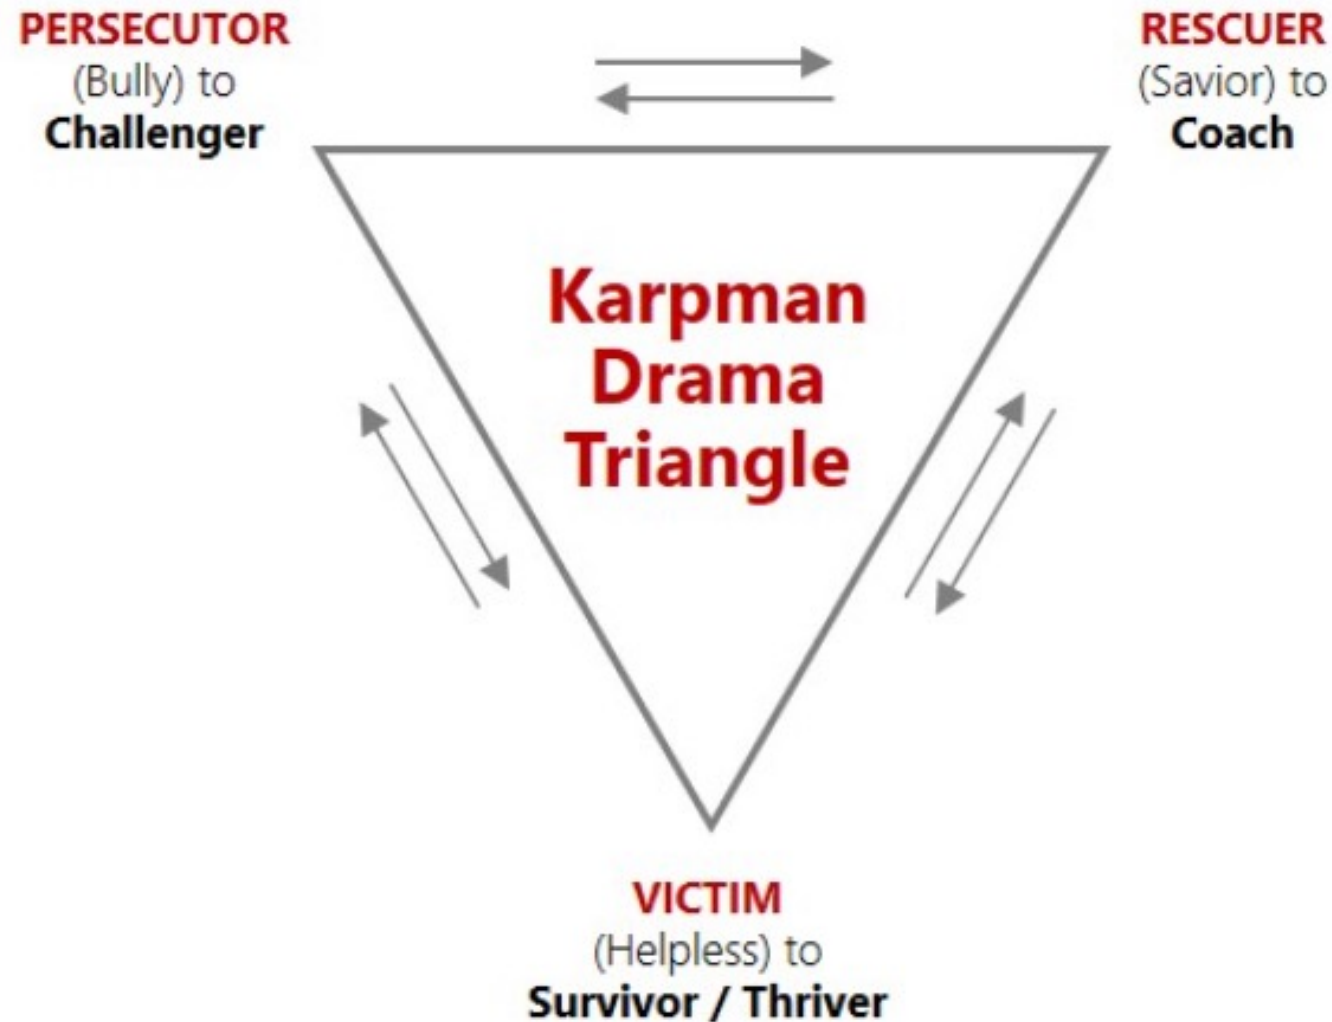 PERSECUTOR
(Bully) to
Challenger
RESCUER
(Savior) to
Coach
Karpman
Drama
Triangle
VICTIM
(Helpless) to
Survivor / Thriver